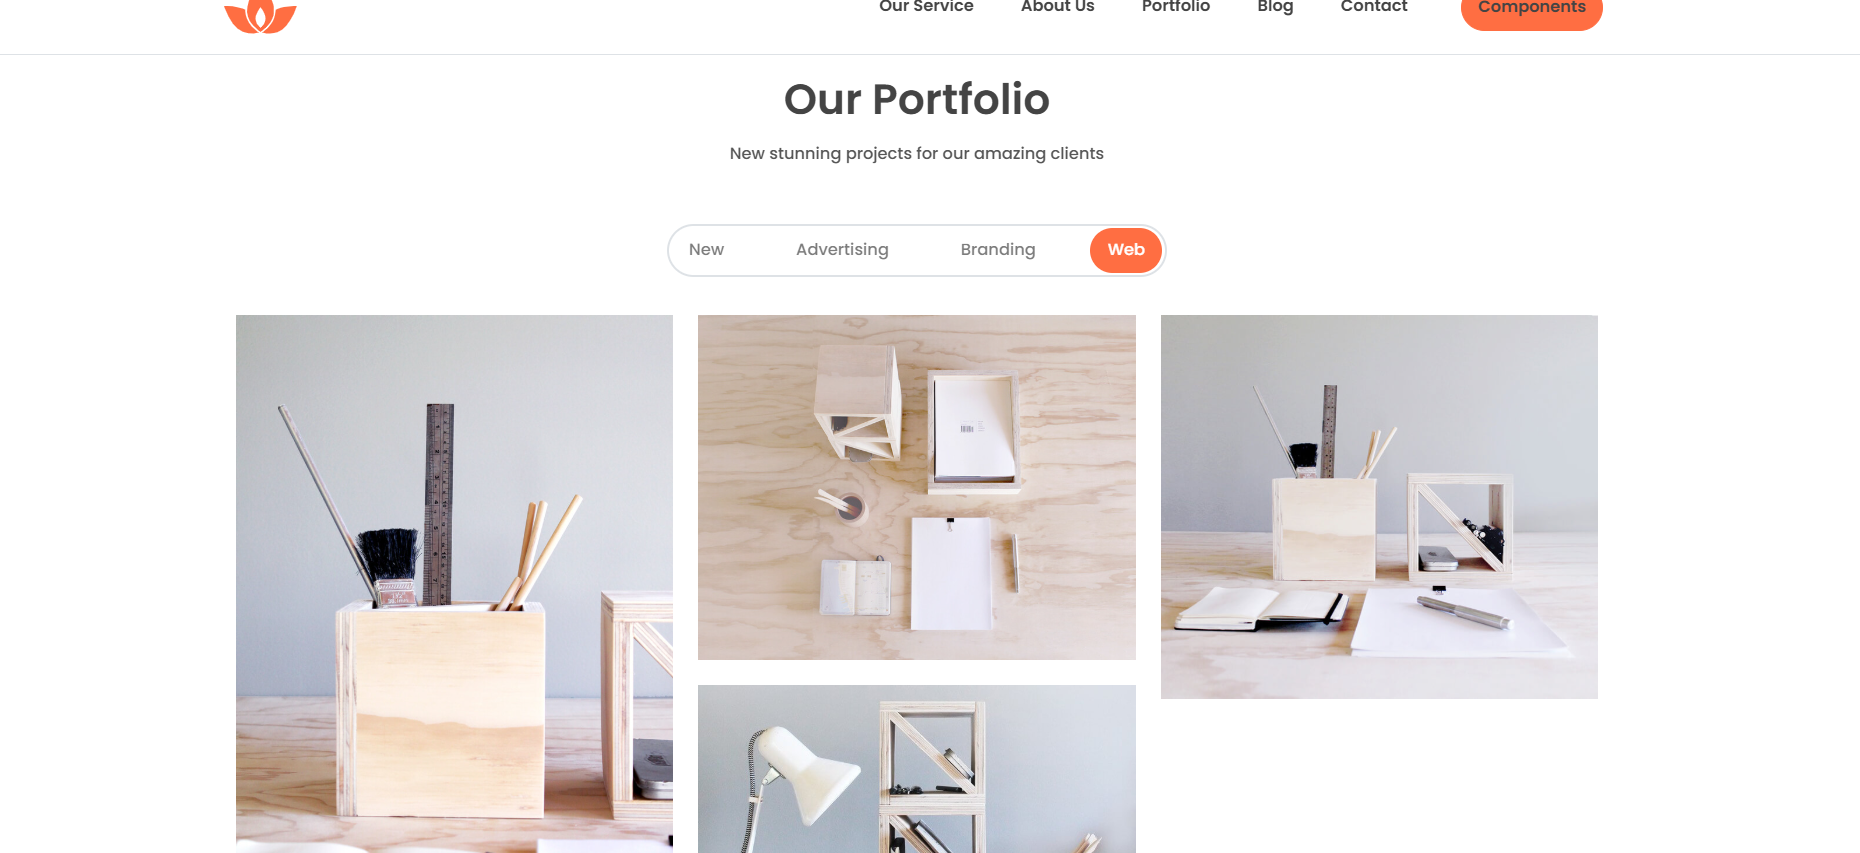 Our Service About Us Portfolio Blog Contact Components
Our Portfolio
New stunning projects for our amazing clients
New Advertising Branding Web